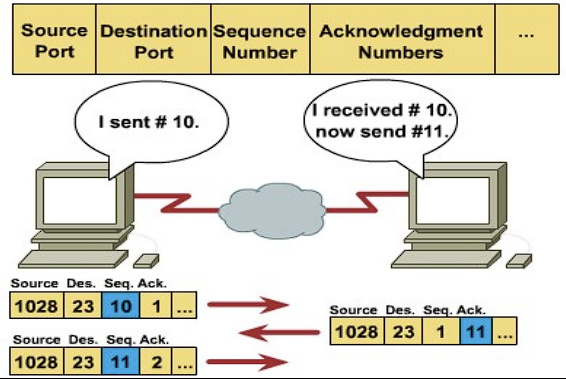 Source Port Destination Port Sequence Number Acknowledgment Numbers ...
I sent # 10.
I received # 10.
now send #11.
Source Des. Seq. Ack.
1028 23 10 1 ...
Source Des. Seq. Ack.
1028 23 1 11 ...
Source Des. Seq. Ack.
1028 23 11 2 ...